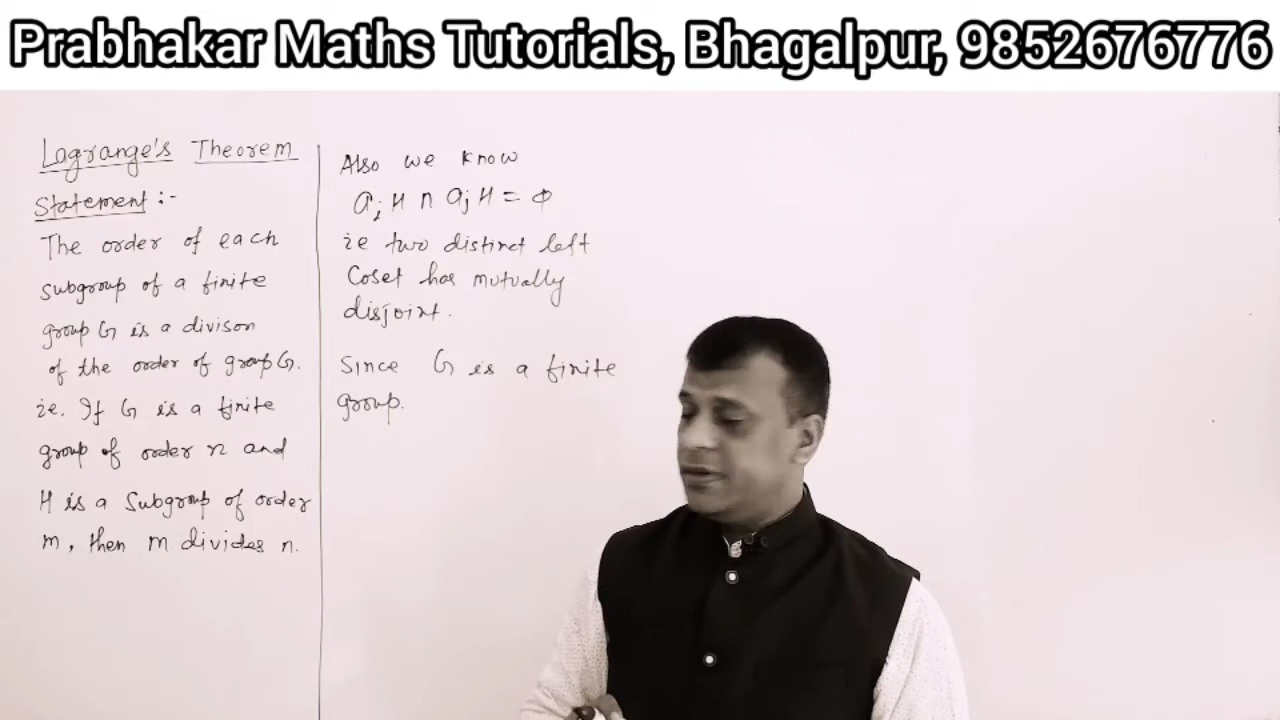 Prabhakar Maths Tutorials, Bhagalpur, 9852676776
Lagrange's Theorem
Statement :-
The order of each
subgroup of a finite
group G is a divison
of the order of group G.
ie. If G is a finite
group of order n and
H is a Subgroup of order
m, then m divides n.
Also we know
aᵢH ∩ aⱼH = ϕ
ie two distinct left
Coset has mutually
disjoint.
Since G is a finite
group.